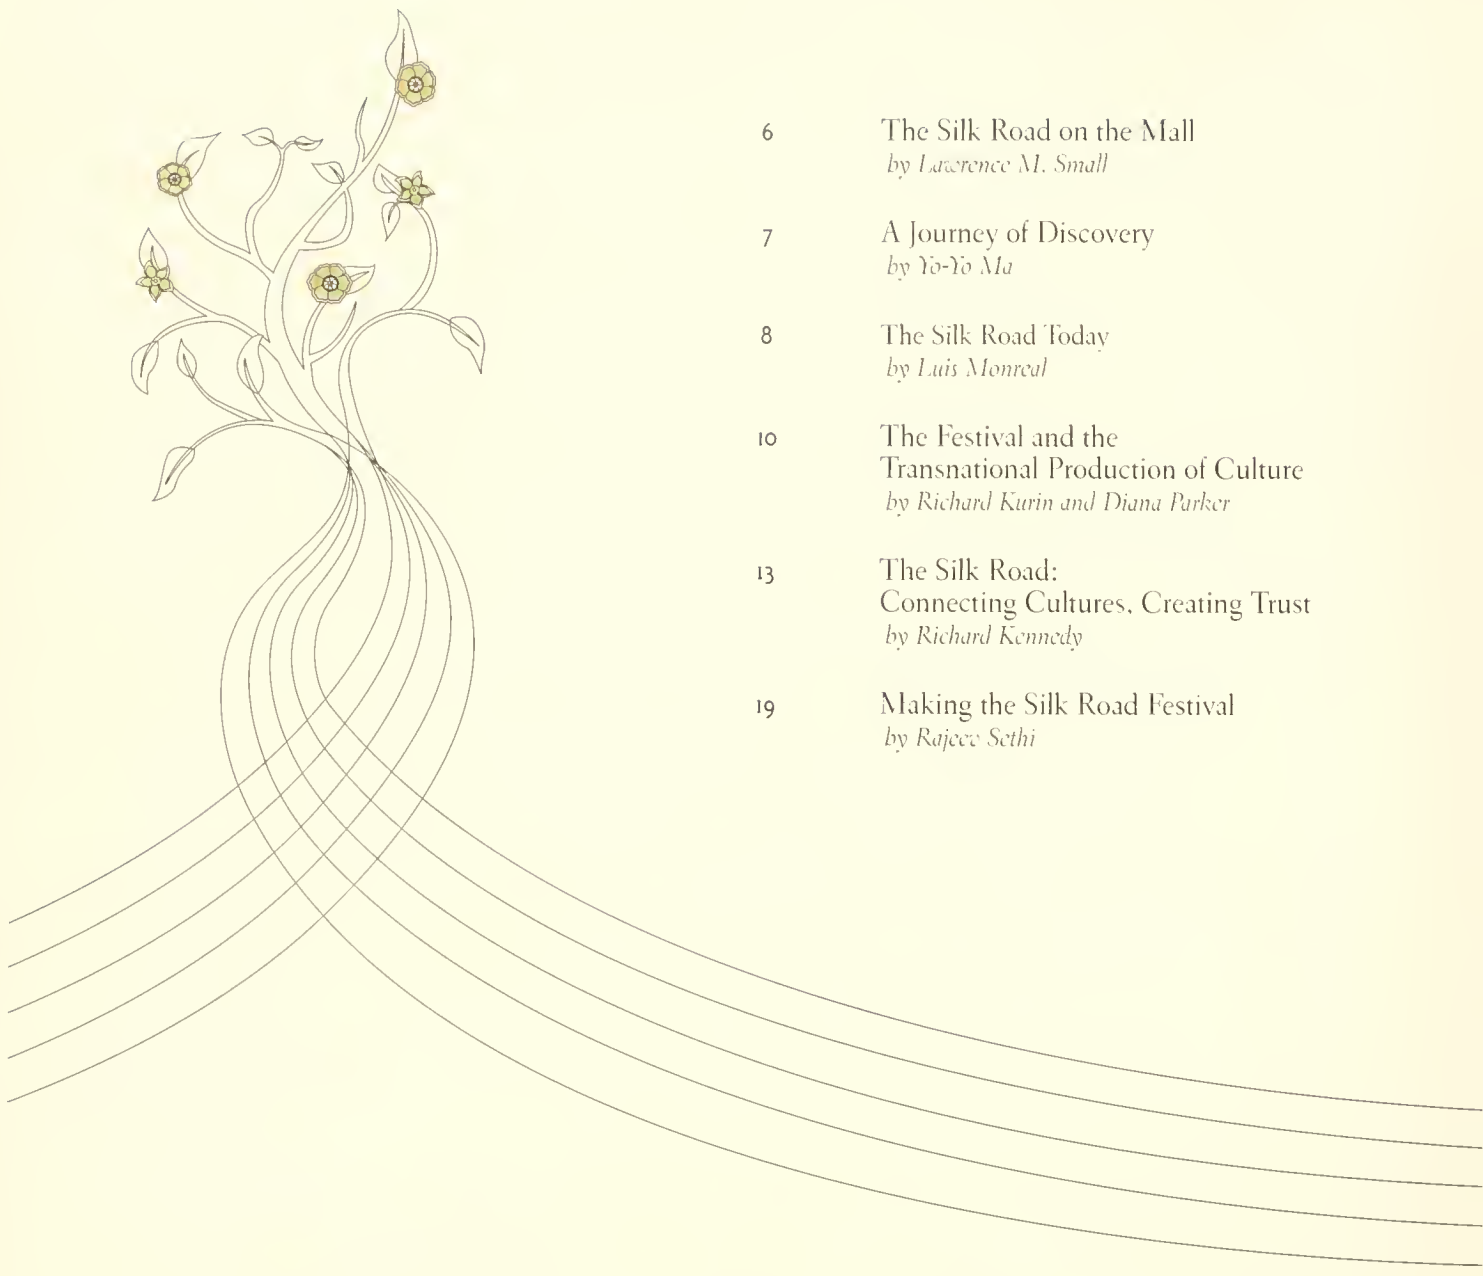 6
The Silk Road on the Mall
by Lawrence M. Small
7
A Journey of Discovery
by Yo-Yo Ma
8
The Silk Road Today
by Luis Monreal
10
The Festival and the
Transnational Production of Culture
by Richard Kurin and Diana Parker
13
The Silk Road:
Connecting Cultures, Creating Trust
by Richard Kennedy
19
Making the Silk Road Festival
by Rajeev Sethi